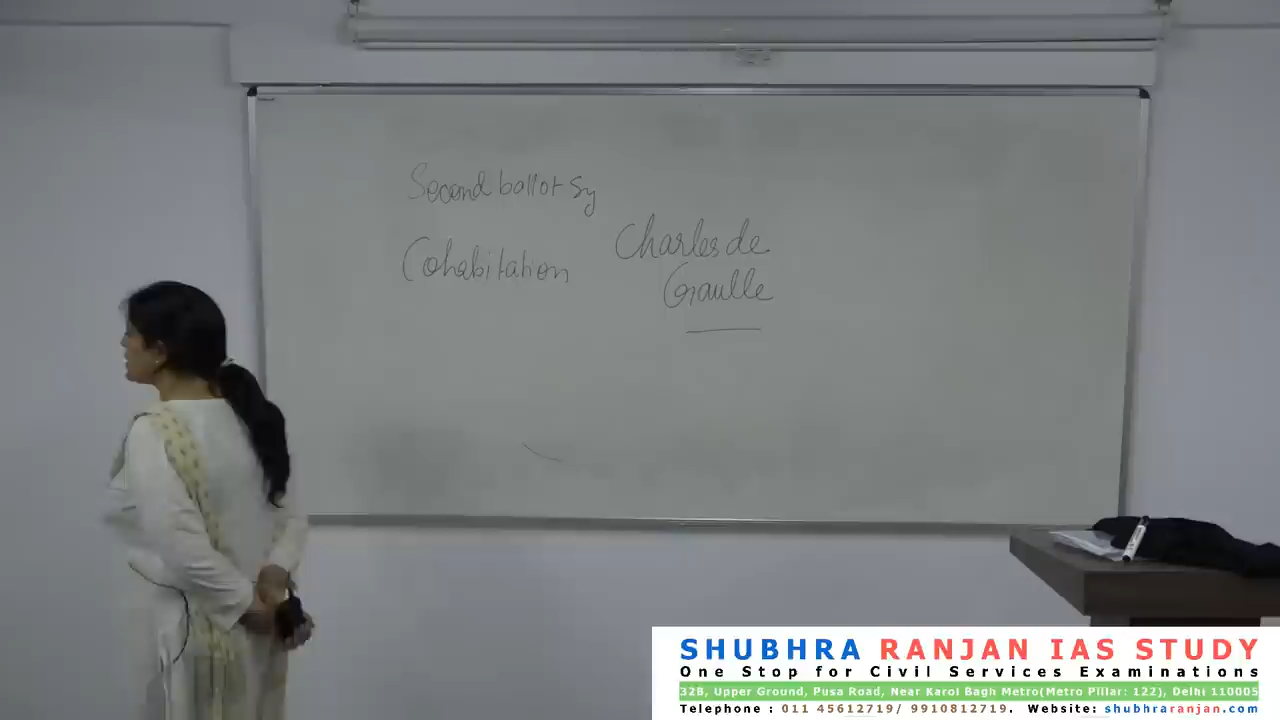 Second ballot Sy
Cohabitation
Charles de
Gaulle
SHUBHRA RANJAN IAS STUDY
One Stop for Civil Services Examinations
32B, Upper Ground, Pusa Road, Near Karol Bagh Metro(Metro Pillar: 122), Delhi 110005
Telephone : 011 45612719/ 9910812719. Website: shubhraranjan.com